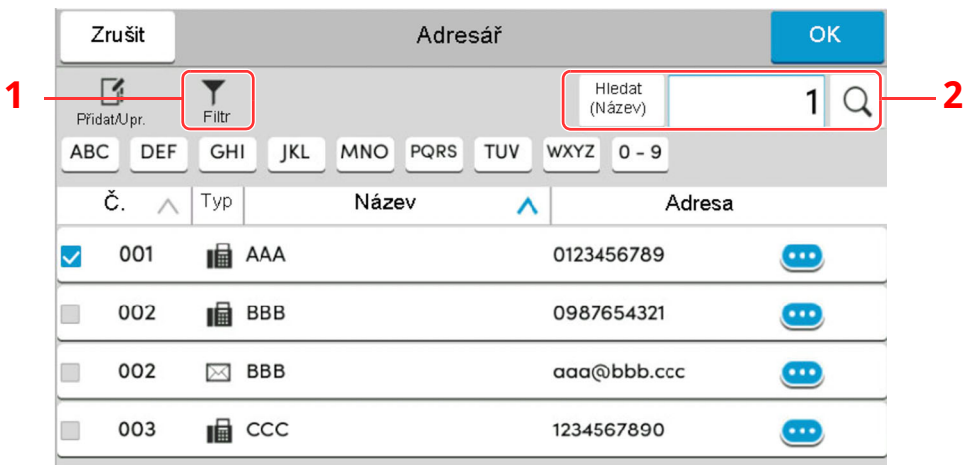 Zrušit Adresář OK
1 Přidat/Upr. Filtr Hledat (Název) 1 2
ABC DEF GHI JKL MNO PQRS TUV WXYZ 0 - 9
Č. Typ Název Adresa
001 AAA 0123456789
002 BBB 0987654321
002 BBB aaa@bbb.ccc
003 CCC 1234567890